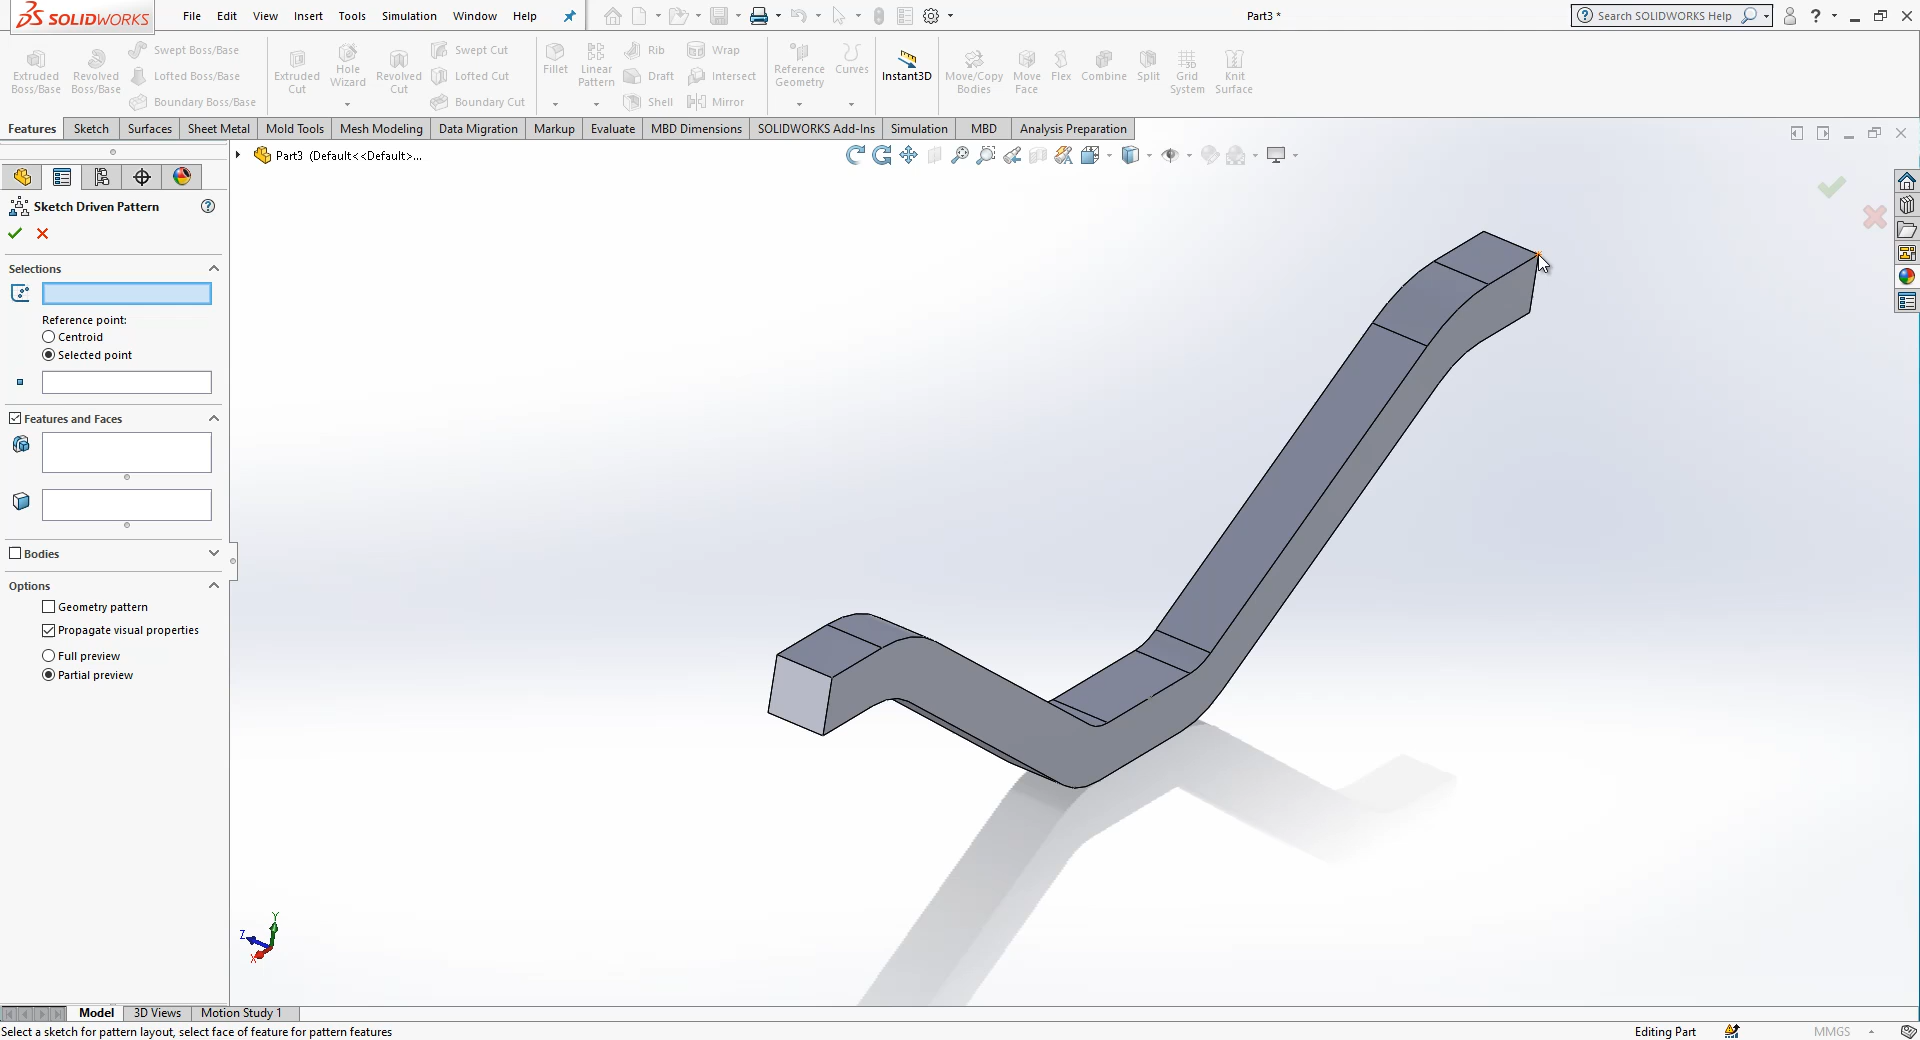 SOLIDWORKS
File Edit View Insert Tools Simulation Window Help
Part3 *
Search SOLIDWORKS Help
Extruded Boss/Base
Revolved Boss/Base
Swept Boss/Base
Lofted Boss/Base
Boundary Boss/Base
Extruded Cut
Hole Wizard
Revolved Cut
Swept Cut
Lofted Cut
Boundary Cut
Fillet
Linear Pattern
Rib
Draft
Shell
Wrap
Intersect
Mirror
Reference Geometry
Curves
Instant3D
Move/Copy Bodies
Move Face
Flex
Combine
Split
Grid System
Knit Surface
Features Sketch Surfaces Sheet Metal Mold Tools Mesh Modeling Data Migration Markup Evaluate MBD Dimensions SOLIDWORKS Add-Ins Simulation MBD Analysis Preparation
Part3 (Default<<Default>...
Sketch Driven Pattern
Selections
Reference point:
Centroid
Selected point
Features and Faces
Bodies
Options
Geometry pattern
Propagate visual properties
Full preview
Partial preview
Y
Z
X
Model 3D Views Motion Study 1
Select a sketch for pattern layout, select face of feature for pattern features
Editing Part
MMGS